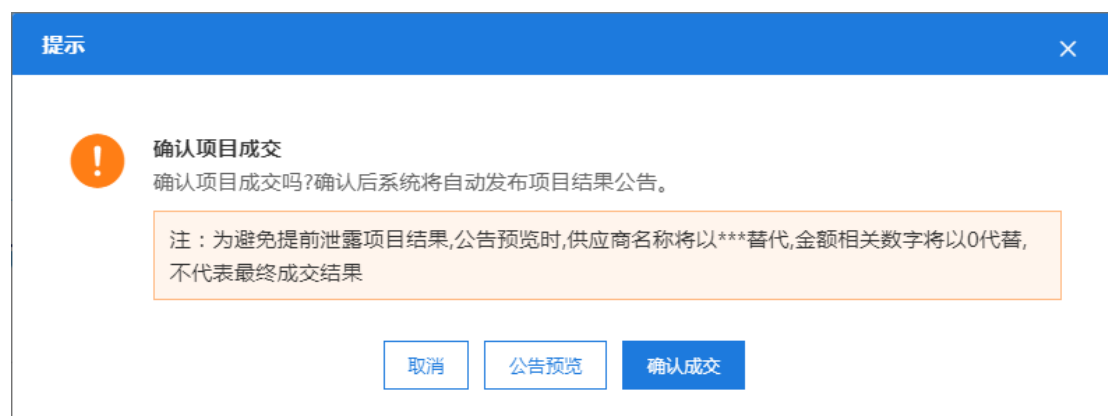 提示
确认项目成交
确认项目成交吗?确认后系统将自动发布项目结果公告。
注：为避免提前泄露项目结果,公告预览时,供应商名称将以***替代,金额相关数字将以0代替,
不代表最终成交结果
取消 公告预览 确认成交